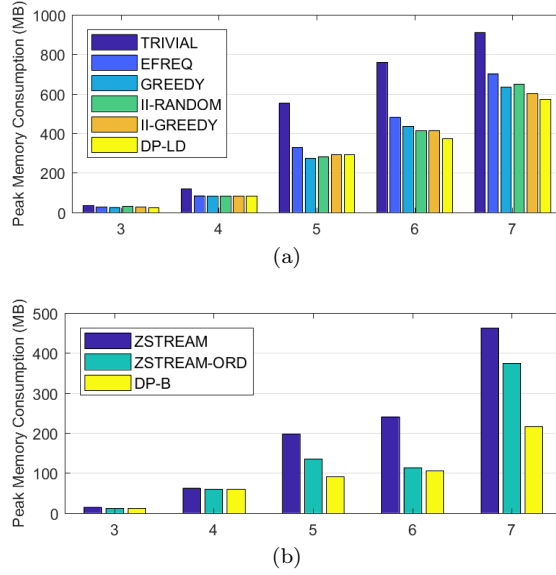 Peak Memory Consumption (MB)
1000
800
600
400
200
0
TRIVIAL
EFREQ
GREEDY
II-RANDOM
II-GREEDY
DP-LD
3 4 5 6 7
(a)
Peak Memory Consumption (MB)
500
400
300
200
100
0
ZSTREAM
ZSTREAM-ORD
DP-B
3 4 5 6 7
(b)